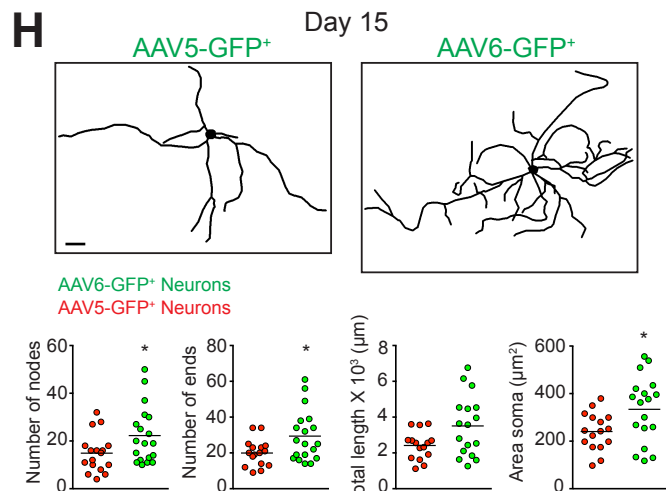 H
Day 15
AAV5-GFP+
AAV6-GFP+
AAV6-GFP+ Neurons
AAV5-GFP+ Neurons
Number of nodes
60
40
20
0
*
Number of ends
80
60
40
20
0
*
otal length X 10³ (µm)
8
6
4
2
0
Area soma (µm²)
600
400
200
0
*